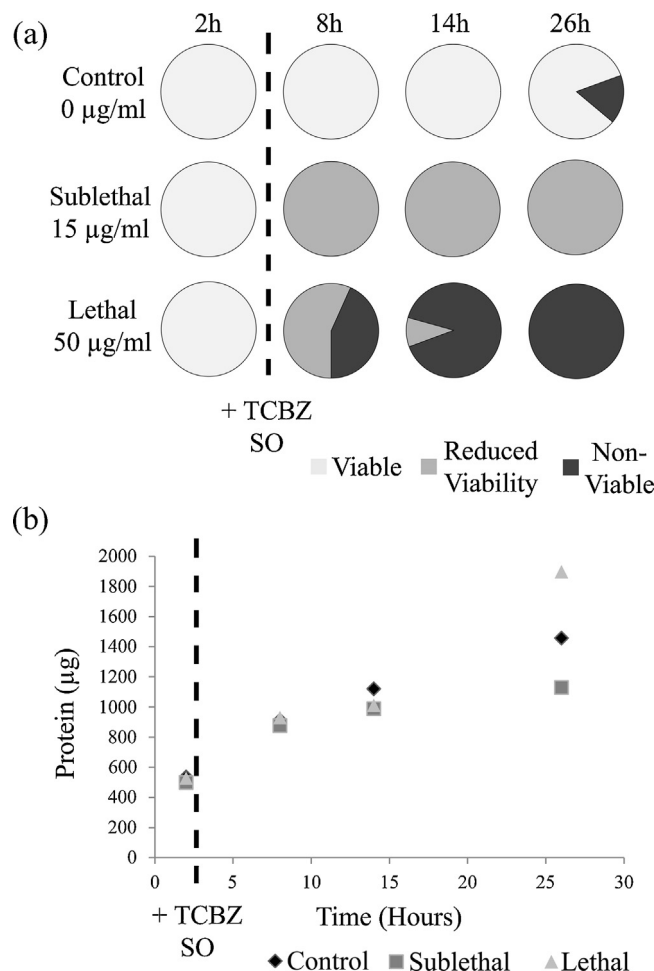 (a)
2h 8h 14h 26h
Control
0 µg/ml
Sublethal
15 µg/ml
Lethal
50 µg/ml
+ TCBZ
SO
Viable Reduced Non-
Viability Viable
(b)
Protein (µg)
2000
1800
1600
1400
1200
1000
800
600
400
200
0
0 5 10 15 20 25 30
+ TCBZ Time (Hours)
SO
Control Sublethal Lethal